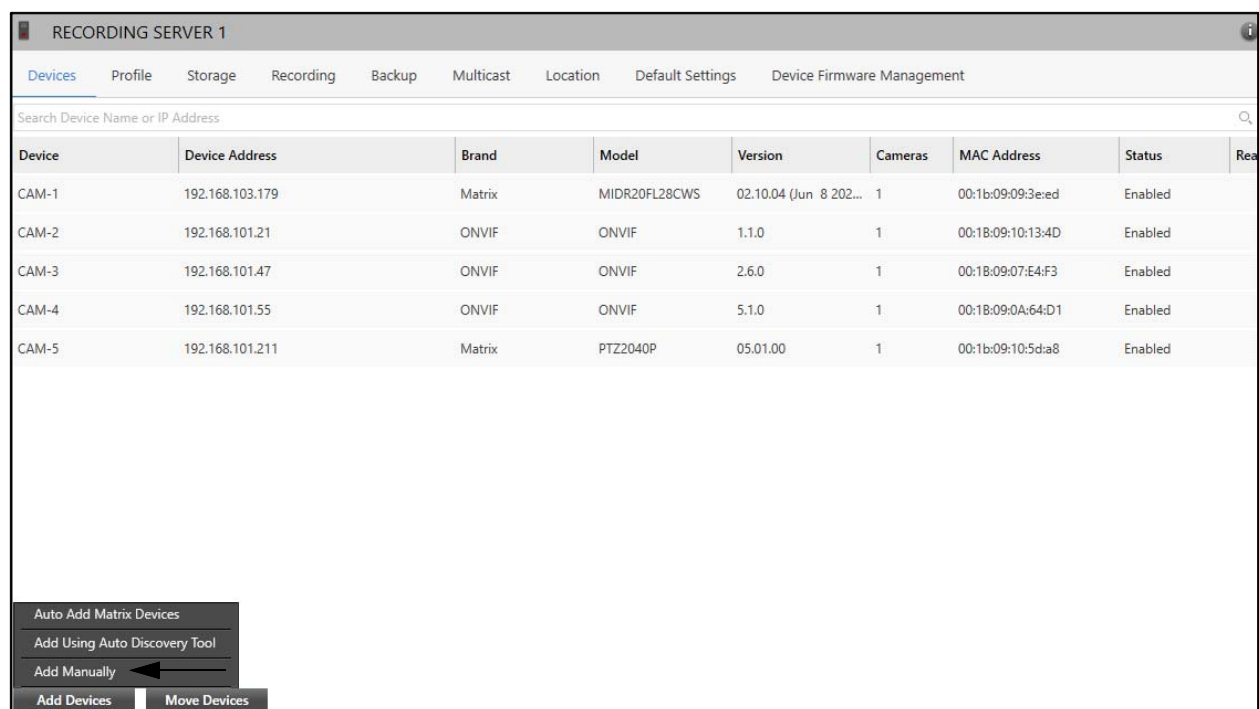 RECORDING SERVER 1
Devices Profile Storage Recording Backup Multicast Location Default Settings Device Firmware Management
Search Device Name or IP Address
Device Device Address Brand Model Version Cameras MAC Address Status Rea
CAM-1 192.168.103.179 Matrix MIDR20FL28CWS 02.10.04 (Jun 8 202... 1 00:1b:09:09:3e:ed Enabled
CAM-2 192.168.101.21 ONVIF ONVIF 1.1.0 1 00:1B:09:10:13:4D Enabled
CAM-3 192.168.101.47 ONVIF ONVIF 2.6.0 1 00:1B:09:07:E4:F3 Enabled
CAM-4 192.168.101.55 ONVIF ONVIF 5.1.0 1 00:1B:09:0A:64:D1 Enabled
CAM-5 192.168.101.211 Matrix PTZ2040P 05.01.00 1 00:1b:09:10:5d:a8 Enabled
Auto Add Matrix Devices
Add Using Auto Discovery Tool
Add Manually
Add Devices Move Devices